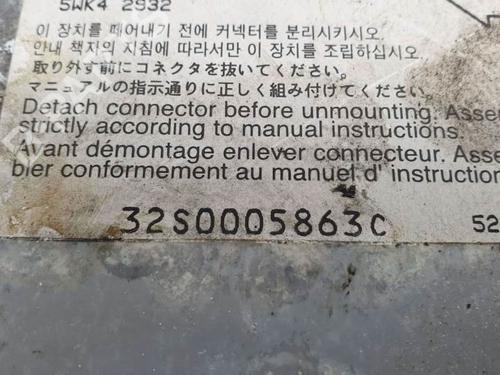 5WK4 2932
이 장치를 떼어내기 전에 커넥터를 분리시키시오.
안내 책자의 지침에 따라서만 이 장치를 조립하십시오.
取り外す前にコネクタを抜いてください。
マニュアルの指示通りに正しく組み付けてください。
Detach connector before unmounting. Asse
strictly according to manual instructions.
Avant démontage enlever connecteur. Asse
bier conformement au manuel d' instruction
32S0005863C
52